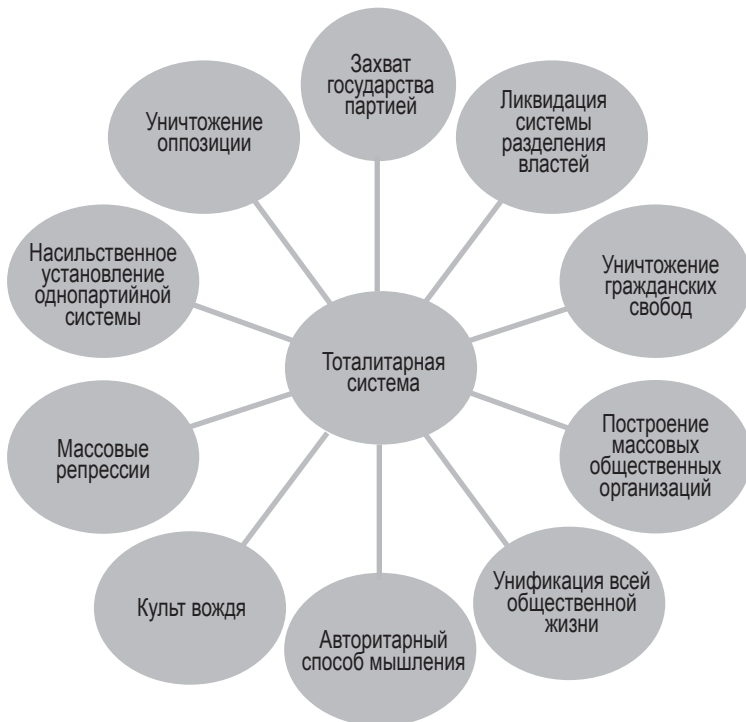 Захват
государства
партией
Ликвидация
системы
разделения
властей
Уничтожение
гражданских
свобод
Построение
массовых
общественных
организаций
Унификация всей
общественной
жизни
Авторитарный
способ мышления
Культ вождя
Массовые
репрессии
Насильственное
установление
однопартийной
системы
Уничтожение
оппозиции
Тоталитарная
система